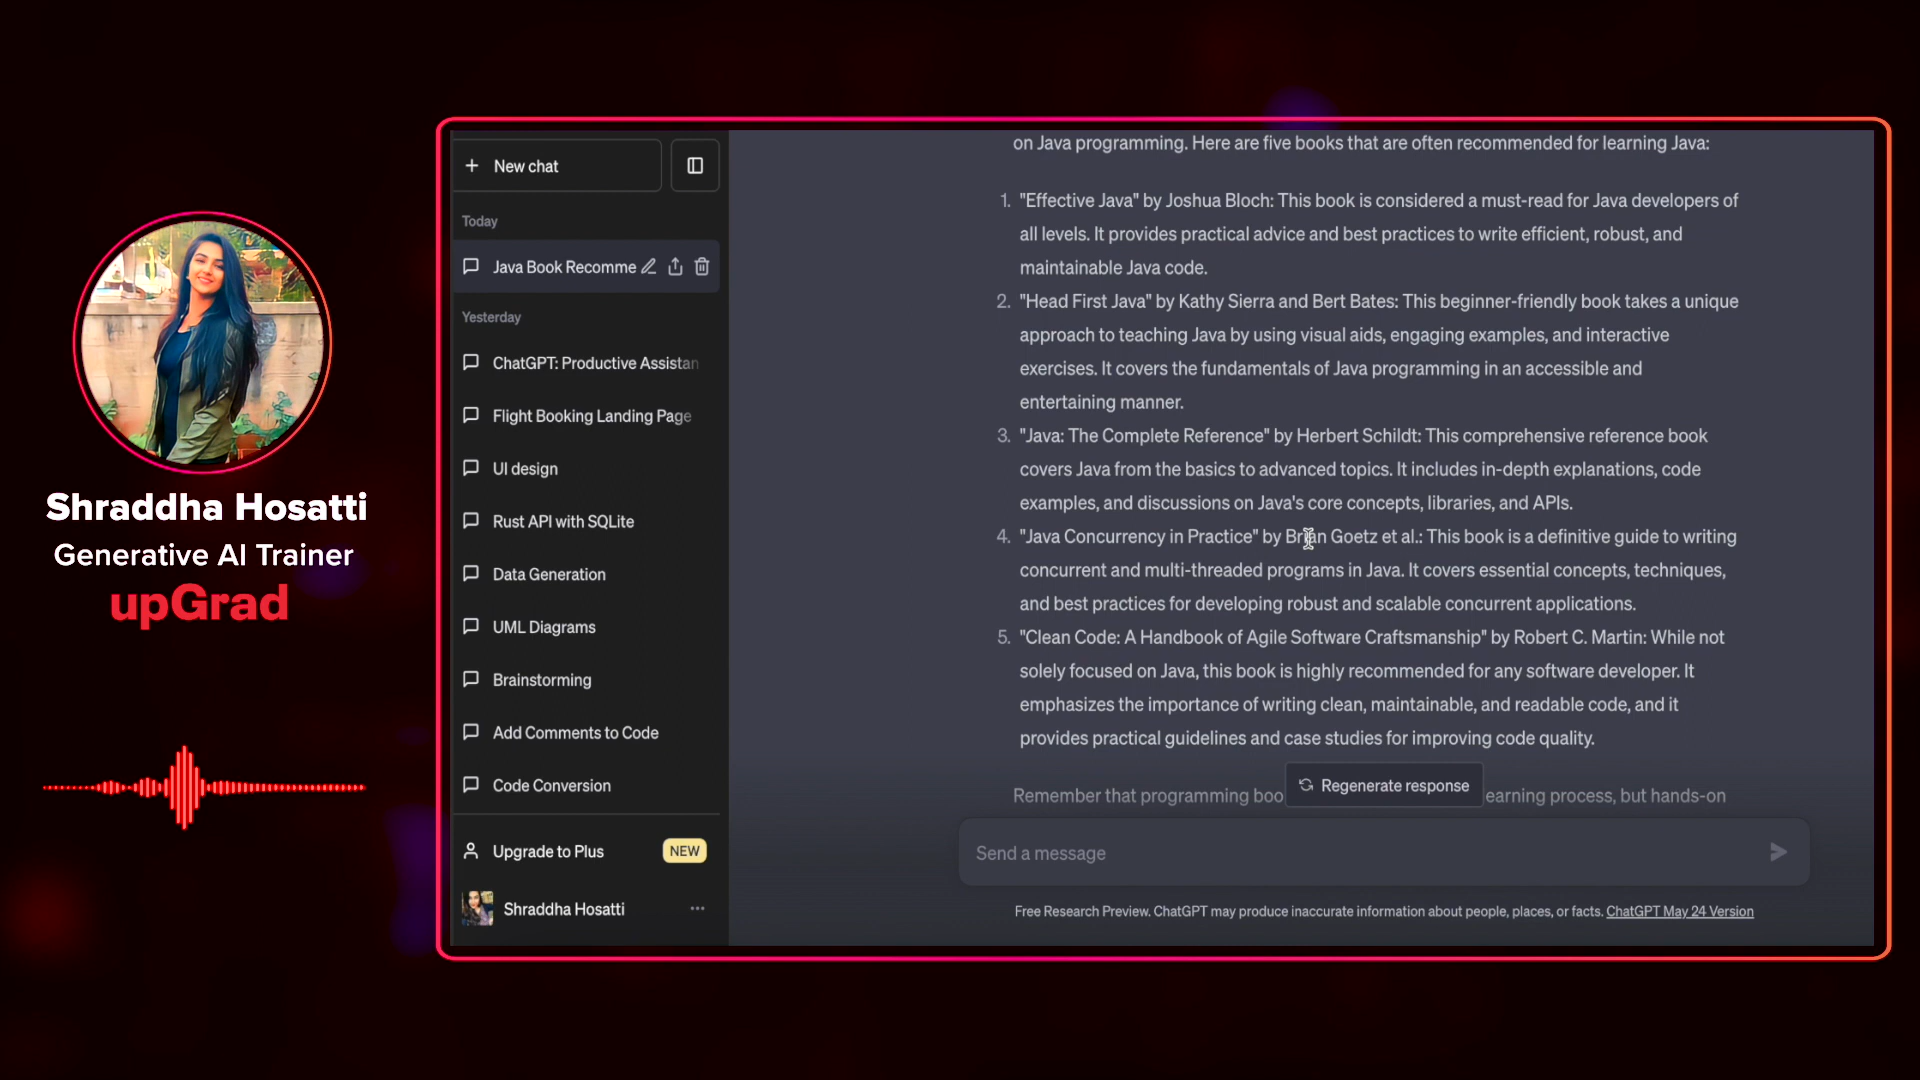 Shraddha Hosatti
Generative AI Trainer
upGrad
New chat
Today
Java Book Recomme
Yesterday
ChatGPT: Productive Assistan
Flight Booking Landing Page
UI design
Rust API with SQLite
Data Generation
UML Diagrams
Brainstorming
Add Comments to Code
Code Conversion
Upgrade to Plus NEW
Shraddha Hosatti
on Java programming. Here are five books that are often recommended for learning Java:
1. "Effective Java" by Joshua Bloch: This book is considered a must-read for Java developers of
all levels. It provides practical advice and best practices to write efficient, robust, and
maintainable Java code.
2. "Head First Java" by Kathy Sierra and Bert Bates: This beginner-friendly book takes a unique
approach to teaching Java by using visual aids, engaging examples, and interactive
exercises. It covers the fundamentals of Java programming in an accessible and
entertaining manner.
3. "Java: The Complete Reference" by Herbert Schildt: This comprehensive reference book
covers Java from the basics to advanced topics. It includes in-depth explanations, code
examples, and discussions on Java's core concepts, libraries, and APIs.
4. "Java Concurrency in Practice" by Brian Goetz et al.: This book is a definitive guide to writing
concurrent and multi-threaded programs in Java. It covers essential concepts, techniques,
and best practices for developing robust and scalable concurrent applications.
5. "Clean Code: A Handbook of Agile Software Craftsmanship" by Robert C. Martin: While not
solely focused on Java, this book is highly recommended for any software developer. It
emphasizes the importance of writing clean, maintainable, and readable code, and it
provides practical guidelines and case studies for improving code quality.
Remember that programming boo
Regenerate response
earning process, but hands-on
Send a message
Free Research Preview. ChatGPT may produce inaccurate information about people, places, or facts. ChatGPT May 24 Version